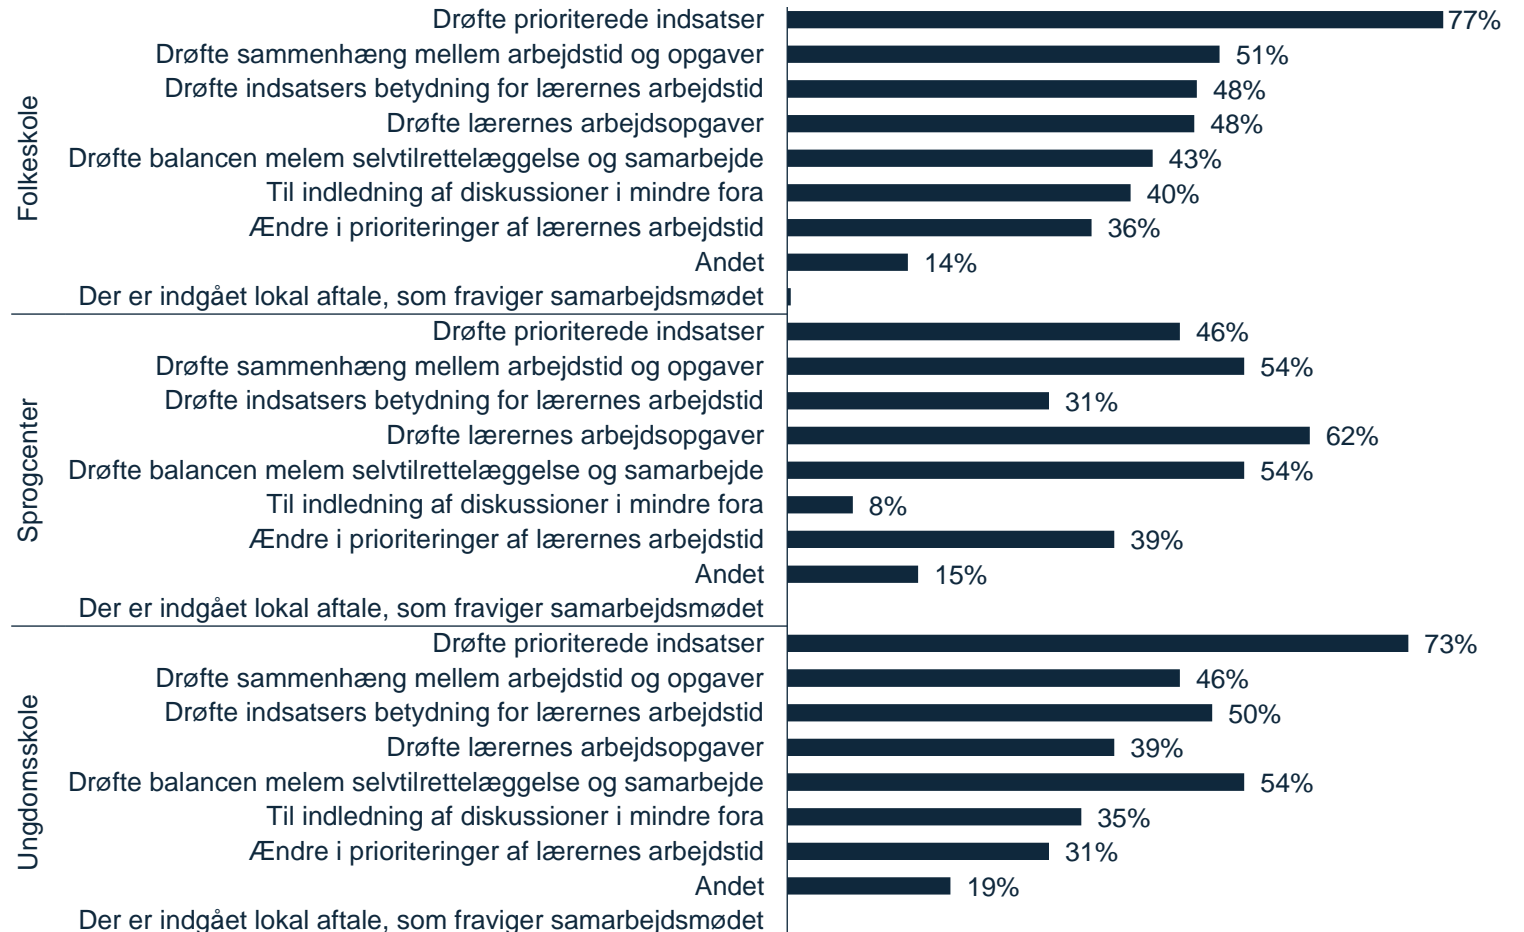 Folkeskole
Drøfte prioriterede indsatser 77%
Drøfte sammenhæng mellem arbejdstid og opgaver 51%
Drøfte indsatsers betydning for lærernes arbejdstid 48%
Drøfte lærernes arbejdsopgaver 48%
Drøfte balancen melem selvtilrettelæggelse og samarbejde 43%
Til indledning af diskussioner i mindre fora 40%
Ændre i prioriteringer af lærernes arbejdstid 36%
Andet 14%
Der er indgået lokal aftale, som fraviger samarbejdsmødet
Sprogcenter
Drøfte prioriterede indsatser 46%
Drøfte sammenhæng mellem arbejdstid og opgaver 54%
Drøfte indsatsers betydning for lærernes arbejdstid 31%
Drøfte lærernes arbejdsopgaver 62%
Drøfte balancen melem selvtilrettelæggelse og samarbejde 54%
Til indledning af diskussioner i mindre fora 8%
Ændre i prioriteringer af lærernes arbejdstid 39%
Andet 15%
Der er indgået lokal aftale, som fraviger samarbejdsmødet
Ungdomsskole
Drøfte prioriterede indsatser 73%
Drøfte sammenhæng mellem arbejdstid og opgaver 46%
Drøfte indsatsers betydning for lærernes arbejdstid 50%
Drøfte lærernes arbejdsopgaver 39%
Drøfte balancen melem selvtilrettelæggelse og samarbejde 54%
Til indledning af diskussioner i mindre fora 35%
Ændre i prioriteringer af lærernes arbejdstid 31%
Andet 19%
Der er indgået lokal aftale, som fraviger samarbejdsmødet